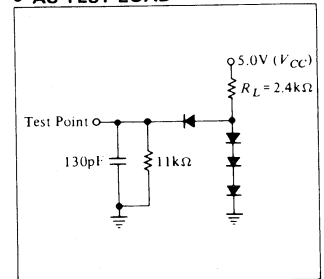 AC TEST LOAD
5.0V (VCC)
RL = 2.4kΩ
Test Point
130pF
11kΩ